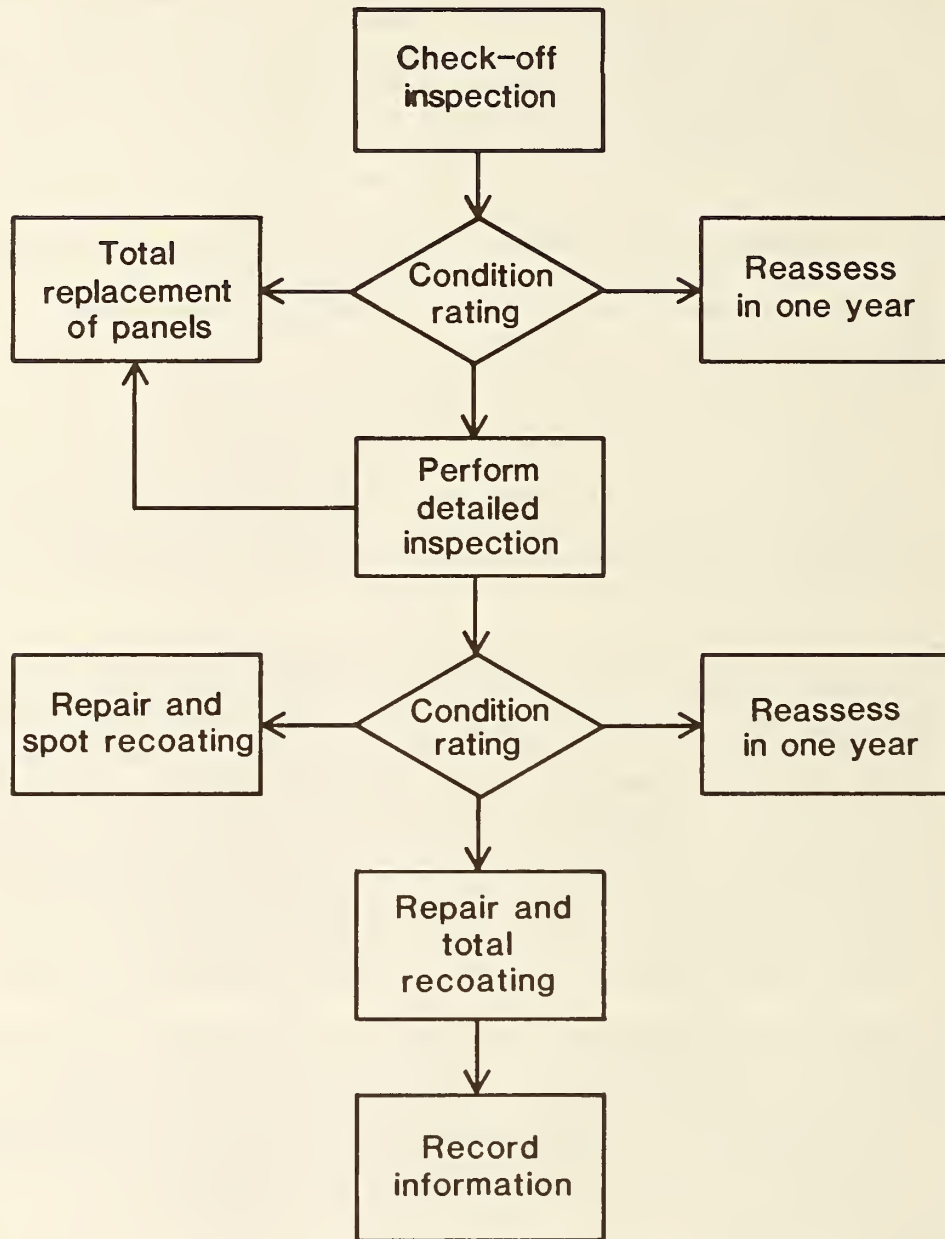 Check-off
inspection
Total
replacement
of panels
Condition
rating
Reassess
in one year
Perform
detailed
inspection
Repair and
spot recoating
Condition
rating
Reassess
in one year
Repair and
total
recoating
Record
information